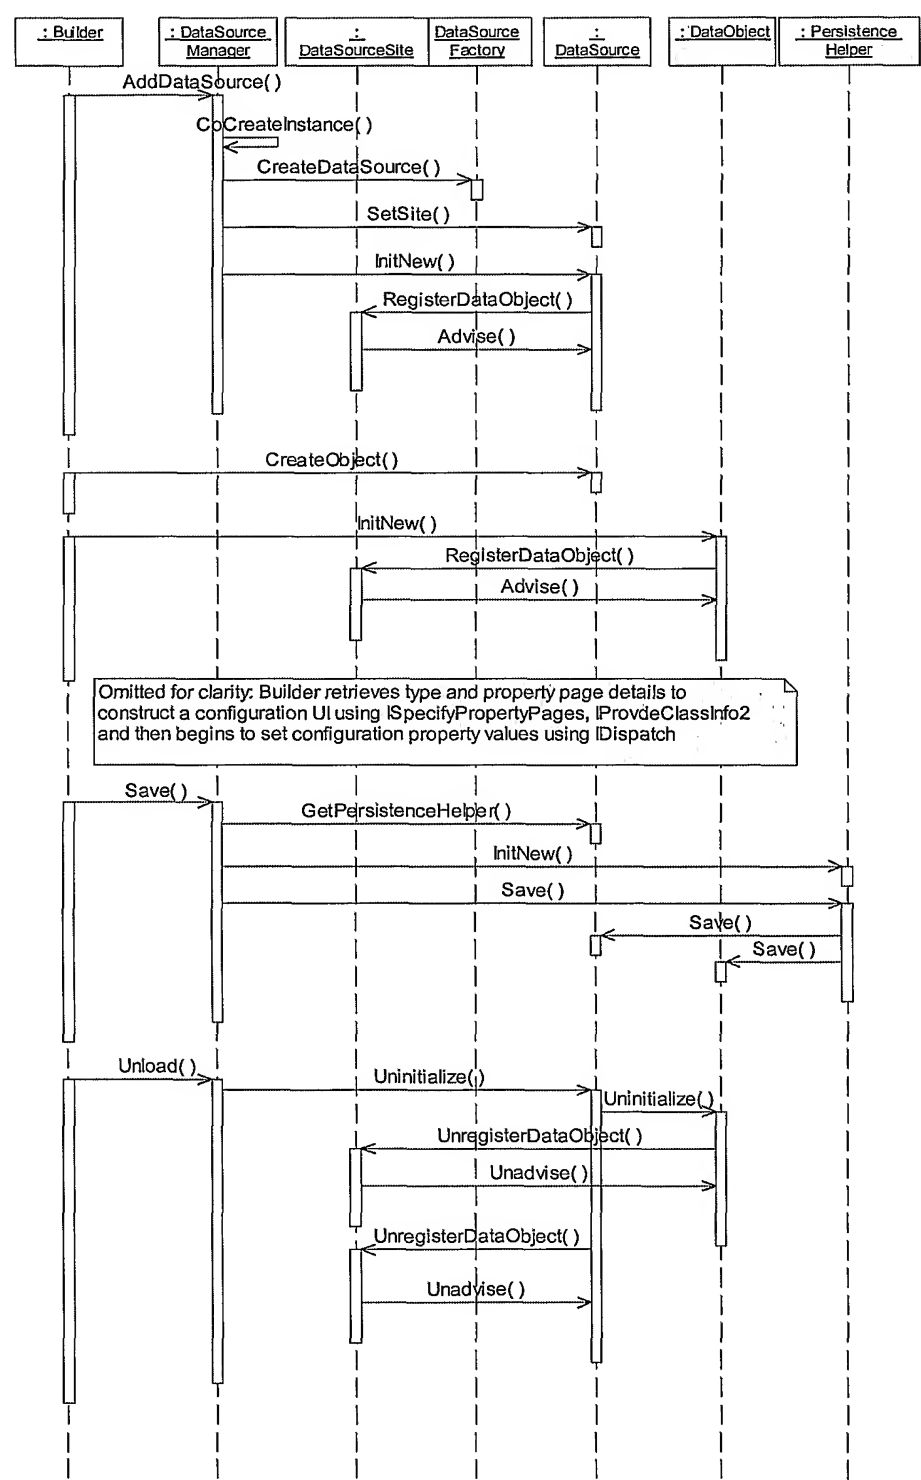 : Builder
: DataSource
Manager
:
DataSourceSite
DataSource
Factory
:
DataSource
: DataObject
: Persistence
Helper
AddDataSource( )
CoCreateInstance( )
CreateDataSource( )
SetSite( )
InitNew( )
RegisterDataObject( )
Advise( )
CreateObject( )
InitNew( )
RegisterDataObject( )
Advise( )
Omitted for clarity: Builder retrieves type and property page details to
construct a configuration UI using ISpecifyPropertyPages, IProvdeClassInfo2
and then begins to set configuration property values using IDispatch
Save( )
GetPersistenceHelper( )
InitNew( )
Save( )
Save( )
Save( )
Unload( )
Uninitialize( )
Uninitialize( )
UnregisterDataObject( )
Unadvise( )
UnregisterDataObject( )
Unadvise( )